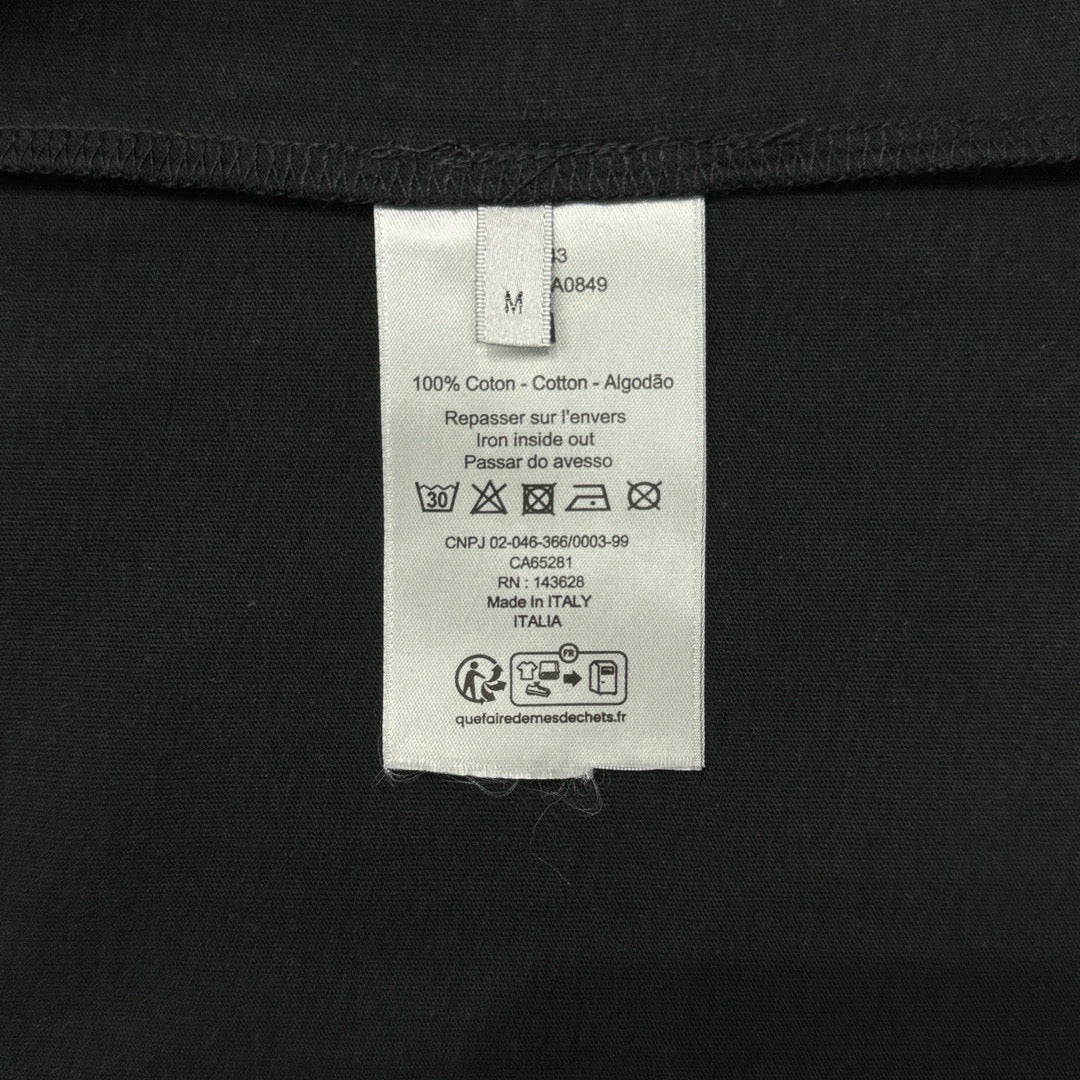 43
A0849
M
100% Coton - Cotton - Algodão
Repasser sur l'envers
Iron inside out
Passar do avesso
30
CNPJ 02-046-366/0003-99
CA65281
RN : 143628
Made In ITALY
ITALIA
FR
quefairedemesdechets.fr